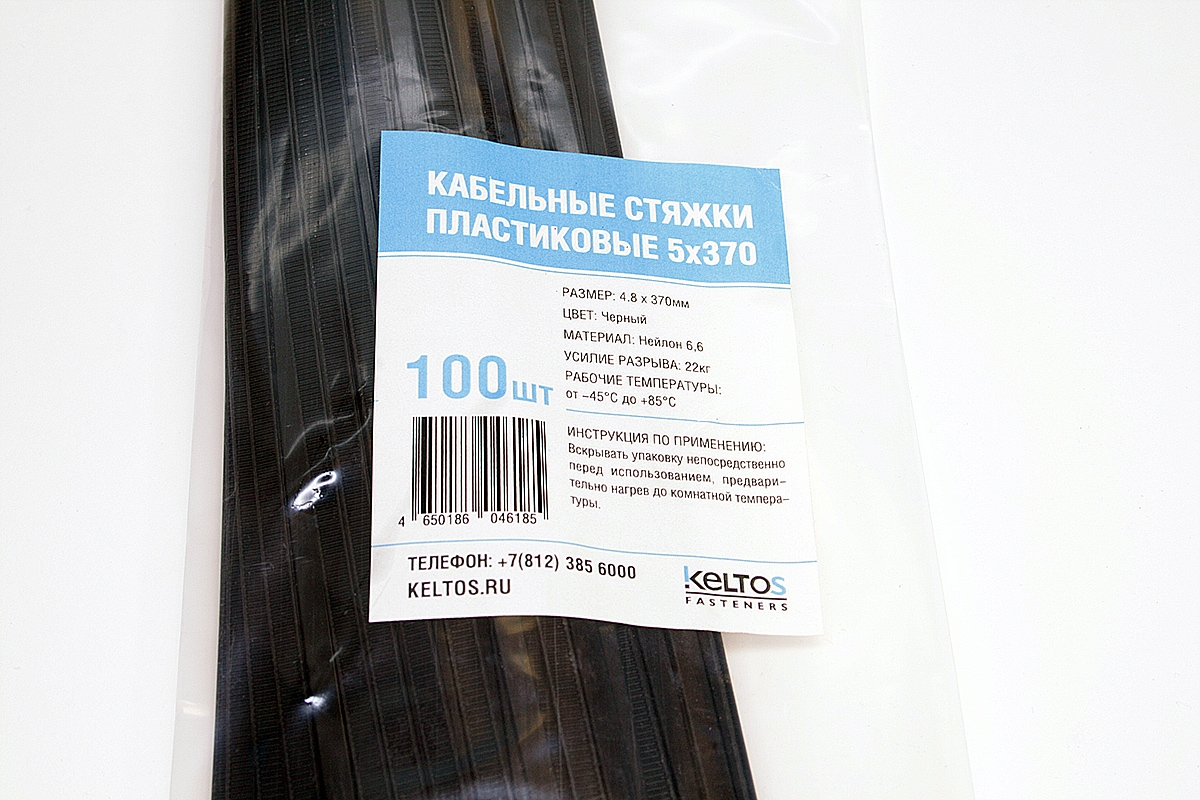 КАБЕЛЬНЫЕ СТЯЖКИ
ПЛАСТИКОВЫЕ 5х370
РАЗМЕР: 4.8 х 370мм
ЦВЕТ: Черный
МАТЕРИАЛ: Нейлон 6,6
УСИЛИЕ РАЗРЫВА: 22кг
РАБОЧИЕ ТЕМПЕРАТУРЫ:
от –45°C до +85°C
100шт
ИНСТРУКЦИЯ ПО ПРИМЕНЕНИЮ:
Вскрывать упаковку непосредственно
перед использованием, предвари–
тельно нагрев до комнатной темпера–
туры.
4 650186 046185
ТЕЛЕФОН: +7(812) 385 6000
KELTOS.RU
KELTOS
FASTENERS